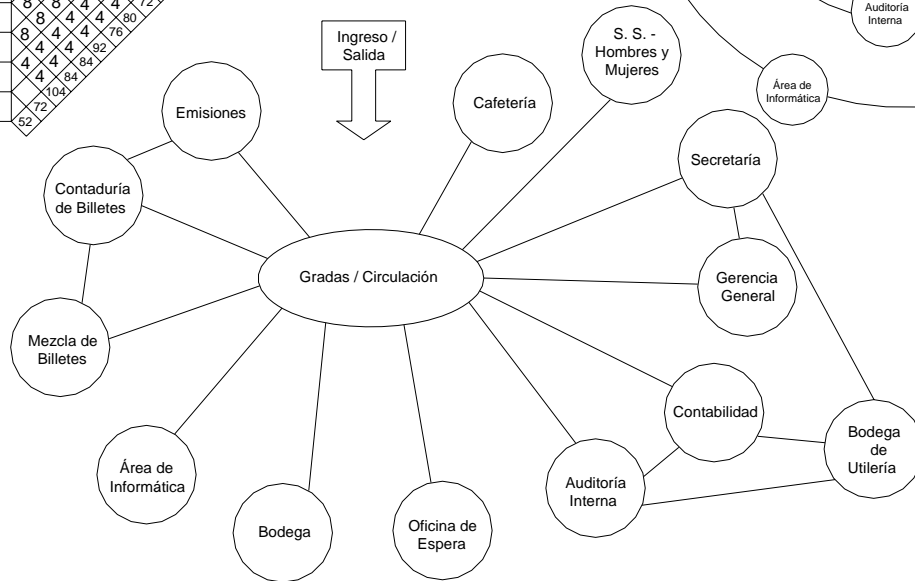 8 8 4 4 72
8 4 4 80
8 4 4 76
4 4 92
4 4 84
4 84
104
72
52
Ingreso /
Salida
S. S. -
Hombres y
Mujeres
Auditoría
Interna
Área de
Informática
Emisiones
Cafetería
Secretaría
Contaduría
de Billetes
Gradas / Circulación
Gerencia
General
Mezcla de
Billetes
Contabilidad
Bodega
de
Utilería
Área de
Informática
Auditoría
Interna
Bodega
Oficina de
Espera